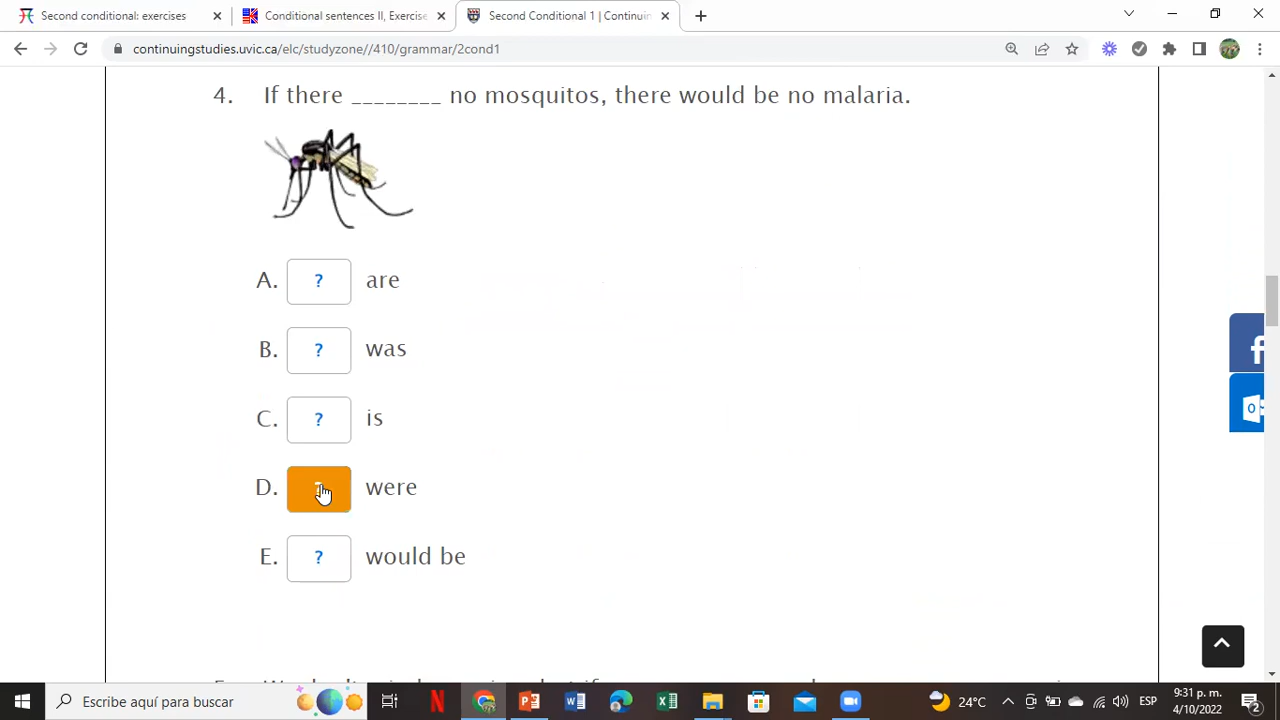 Second conditional: exercises
Conditional sentences II, Exercise
Second Conditional 1 | Continuin
continuingstudies.uvic.ca/elc/studyzone//410/grammar/2cond1
4. If there ________ no mosquitos, there would be no malaria.
A. ? are
B. ? was
C. ? is
D. ? were
E. ? would be
Escribe aquí para buscar
24°C
ESP
9:31 p. m.
4/10/2022
2